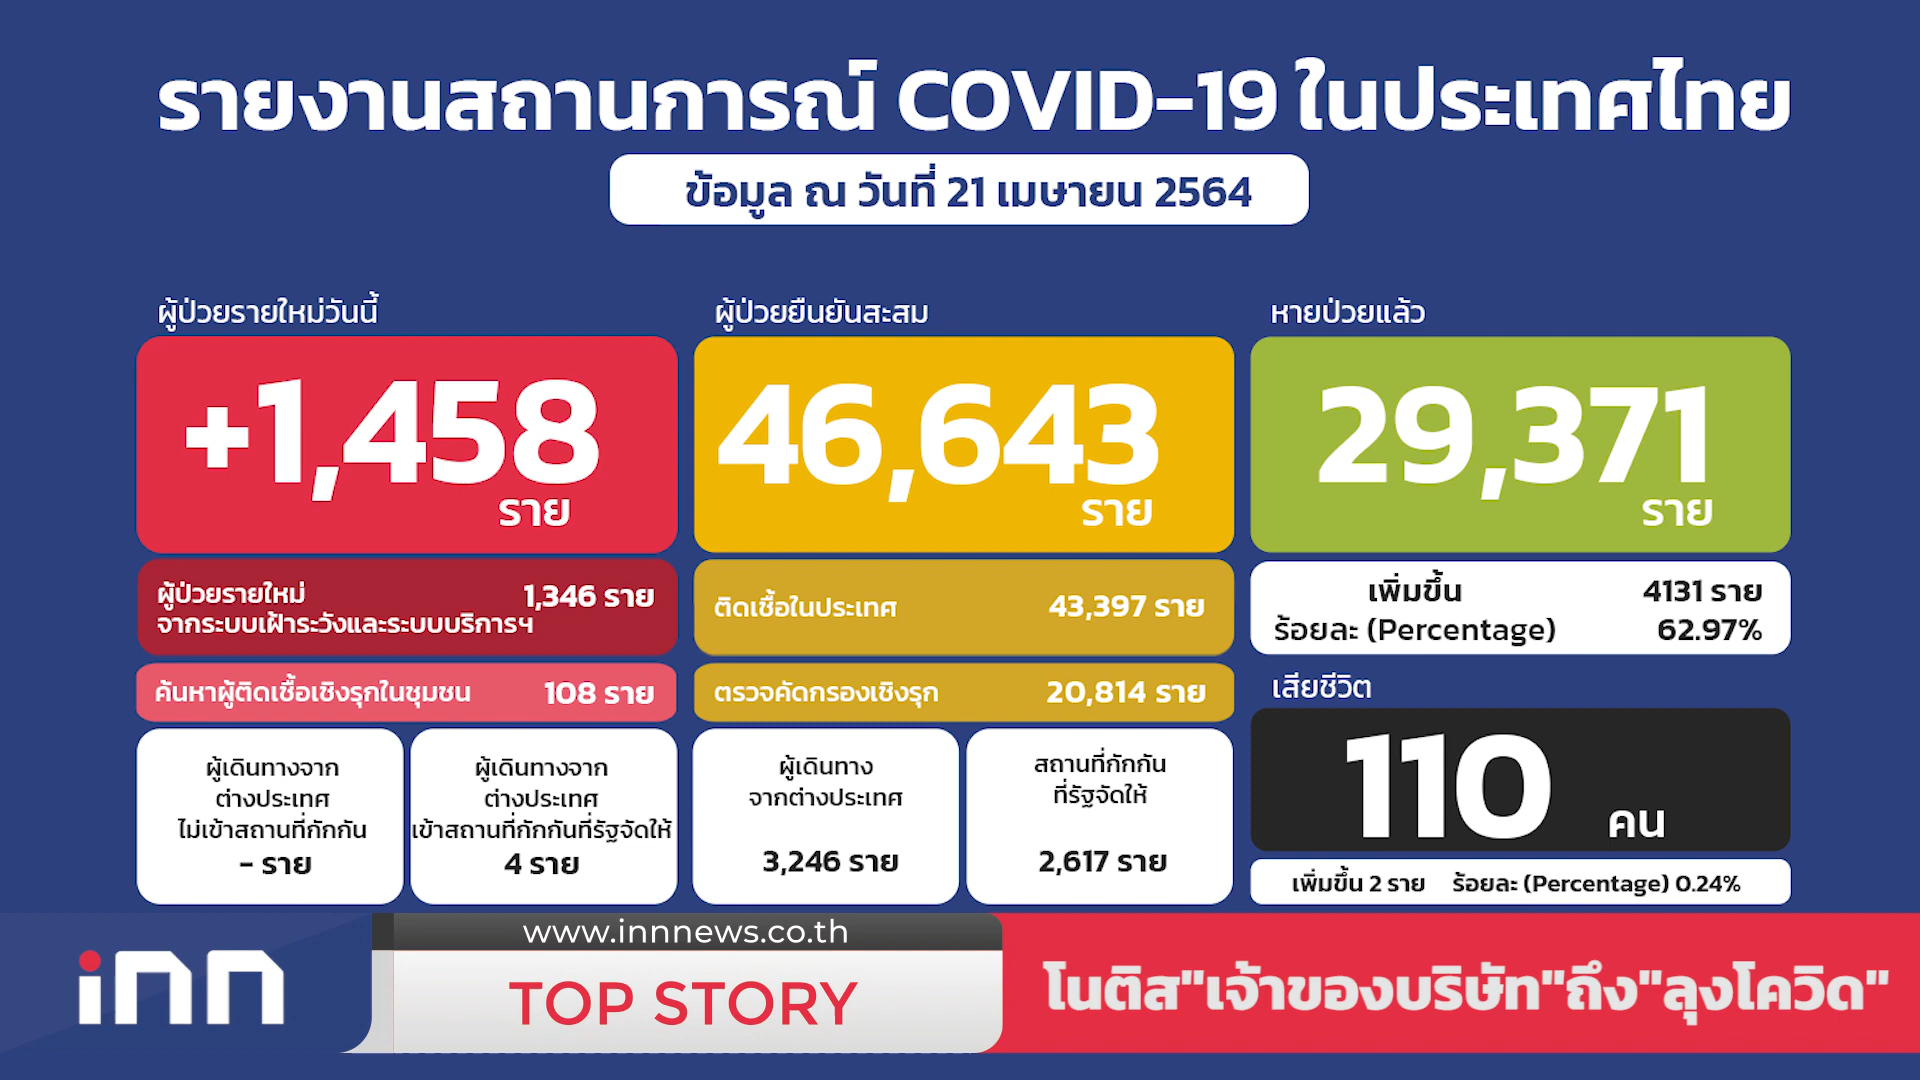 รายงานสถานการณ์ COVID-19 ในประเทศไทย
ข้อมูล ณ วันที่ 21 เมษายน 2564
ผู้ป่วยรายใหม่วันนี้
+1,458
ราย
ผู้ป่วยรายใหม่
จากระบบเฝ้าระวังและระบบบริการฯ
1,346 ราย
ค้นหาผู้ติดเชื้อเชิงรุกในชุมชน 108 ราย
ผู้เดินทางจาก
ต่างประเทศ
ไม่เข้าสถานที่กักกัน
- ราย
ผู้เดินทางจาก
ต่างประเทศ
เข้าสถานที่กักกันที่รัฐจัดให้
4 ราย
ผู้ป่วยยืนยันสะสม
46,643
ราย
ติดเชื้อในประเทศ 43,397 ราย
ตรวจคัดกรองเชิงรุก 20,814 ราย
ผู้เดินทาง
จากต่างประเทศ
3,246 ราย
สถานที่กักกัน
ที่รัฐจัดให้
2,617 ราย
หายป่วยแล้ว
29,371
ราย
เพิ่มขึ้น 4131 ราย
ร้อยละ (Percentage) 62.97%
เสียชีวิต
110 คน
เพิ่มขึ้น 2 ราย ร้อยละ (Percentage) 0.24%
inn
www.innnews.co.th
TOP STORY
โนติส"เจ้าของบริษัท"ถึง"ลุงโควิด"